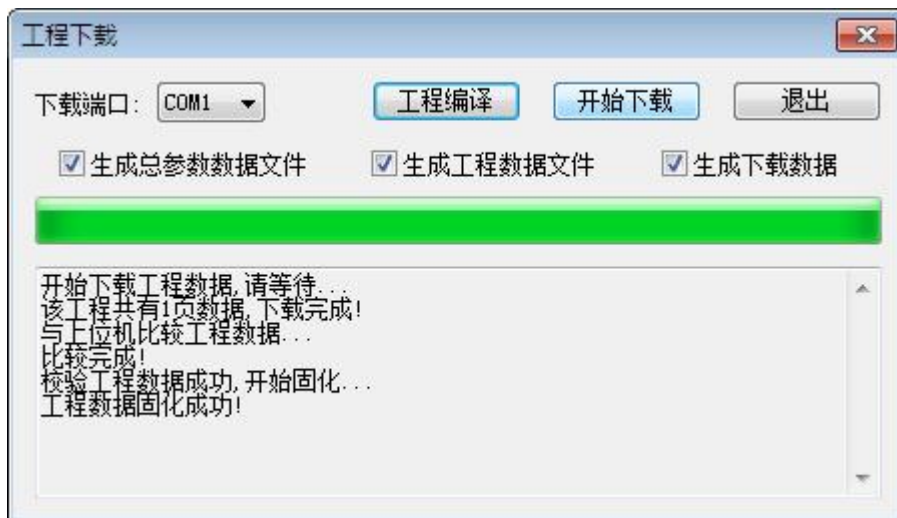 工程下载
下载端口: COM1 工程编译 开始下载 退出
生成总参数数据文件 生成工程数据文件 生成下载数据
开始下载工程数据,请等待...
该工程共有1页数据,下载完成!
与上位机比较工程数据...
比较完成!
校验工程数据成功,开始固化...
工程数据固化成功!